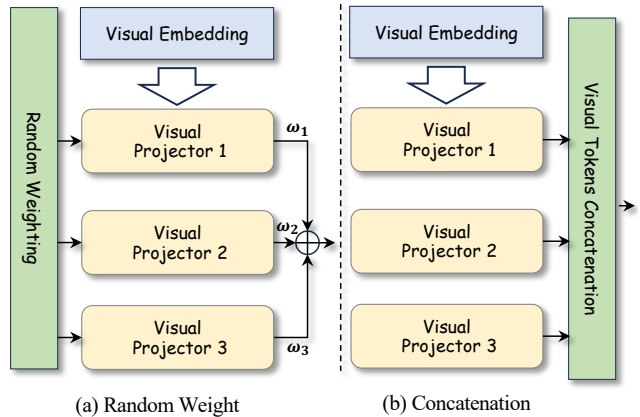 Visual Embedding
Random Weighting
Visual
Projector 1
ω1
Visual
Projector 2
ω2
Visual
Projector 3
ω3
(a) Random Weight
Visual Embedding
Visual
Projector 1
Visual
Projector 2
Visual
Projector 3
Visual Tokens Concatenation
(b) Concatenation